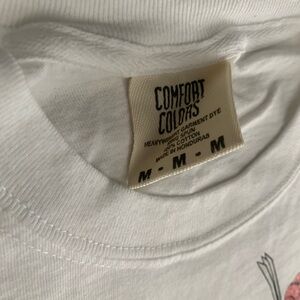 COMFORT
COLORS
HEAVYWEIGHT GARMENT DYE
100% COTTON
MADE IN HONDURAS
M - M - M